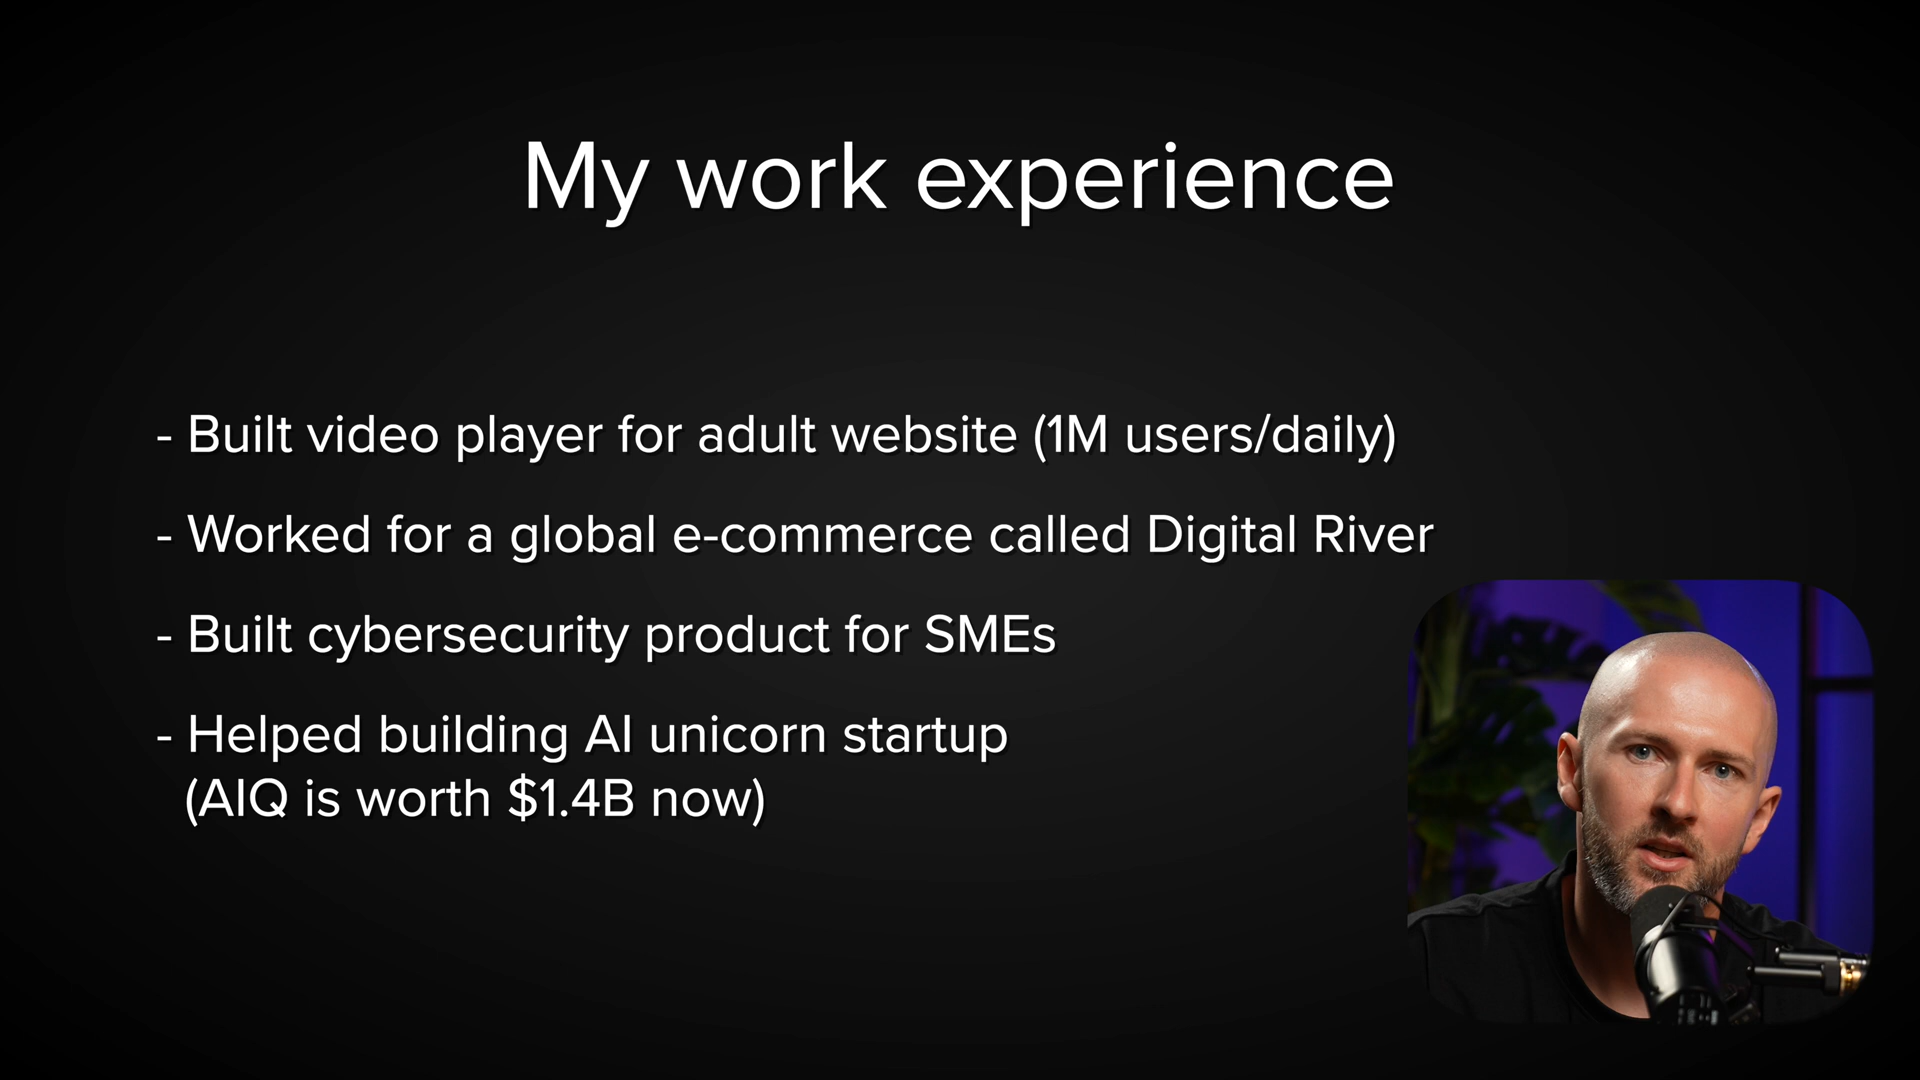 My work experience
- Built video player for adult website (1M users/daily)
- Worked for a global e-commerce called Digital River
- Built cybersecurity product for SMEs
- Helped building AI unicorn startup
(AIQ is worth $1.4B now)